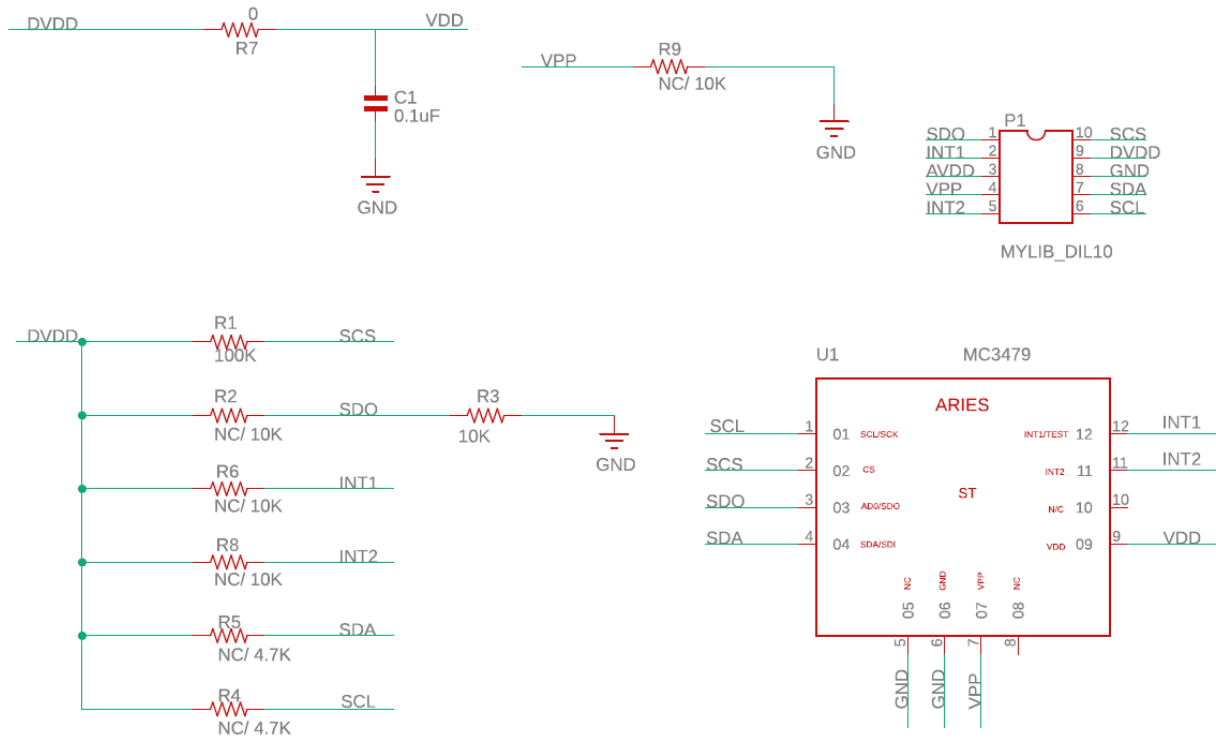 DVDD
0
R7
VDD
C1
0.1uF
GND
VPP
R9
NC/ 10K
GND
P1
SDO 1 10 SCS
INT1 2 9 DVDD
AVDD 3 8 GND
VPP 4 7 SDA
INT2 5 6 SCL
MYLIB_DIL10
DVDD
R1
100K
SCS
R2
NC/ 10K
SDO
R3
10K
GND
R6
NC/ 10K
INT1
R8
NC/ 10K
INT2
R5
NC/ 4.7K
SDA
R4
NC/ 4.7K
SCL
U1 MC3479
ARIES
SCL 1 01 SCL/SCK INT1/TEST 12 12 INT1
SCS 2 02 CS INT2 11 11 INT2
ST
SDO 3 03 AD0/SDO N/C 10 10
SDA 4 04 SDA/SDI VDD 09 9 VDD
NC GND VPP NC
05 06 07 08
5 6 7 8
GND GND VPP